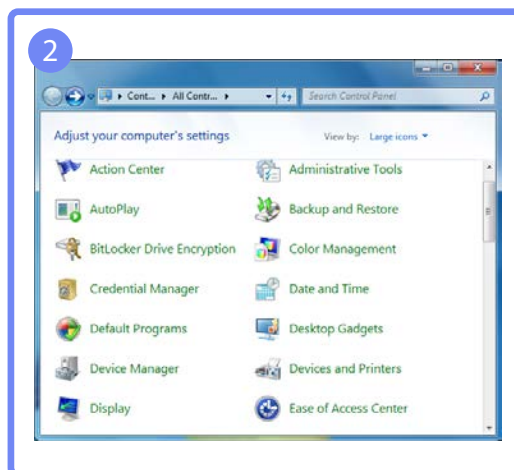 2
Cont... All Contr...
Search Control Panel
Adjust your computer's settings
View by: Large icons
Action Center
Administrative Tools
AutoPlay
Backup and Restore
BitLocker Drive Encryption
Color Management
Credential Manager
Date and Time
Default Programs
Desktop Gadgets
Device Manager
Devices and Printers
Display
Ease of Access Center